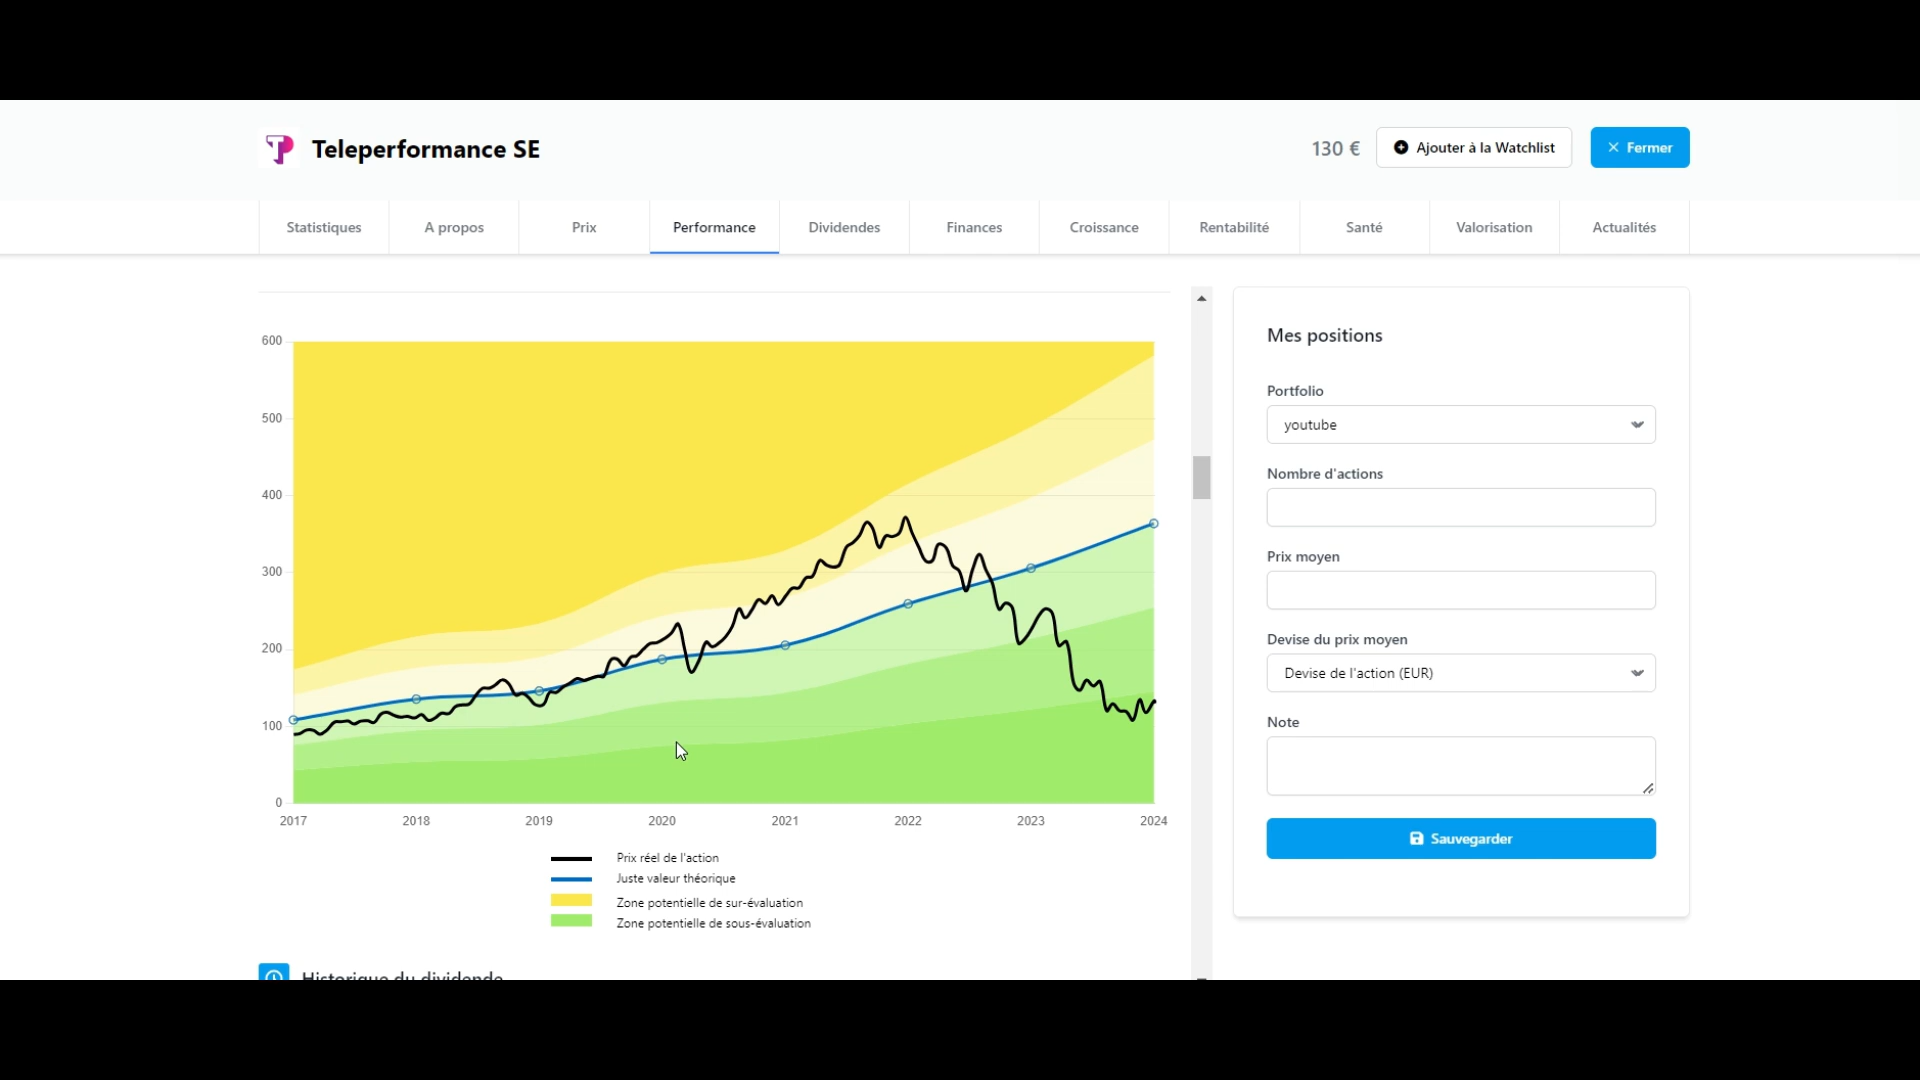 Teleperformance SE
130 €
Ajouter à la Watchlist
Fermer
Statistiques
A propos
Prix
Performance
Dividendes
Finances
Croissance
Rentabilité
Santé
Valorisation
Actualités
600
500
400
300
200
100
0
2017 2018 2019 2020 2021 2022 2023 2024
Prix réel de l'action
Juste valeur théorique
Zone potentielle de sur-évaluation
Zone potentielle de sous-évaluation
Historique du dividende
Mes positions
Portfolio
youtube
Nombre d'actions
Prix moyen
Devise du prix moyen
Devise de l'action (EUR)
Note
Sauvegarder